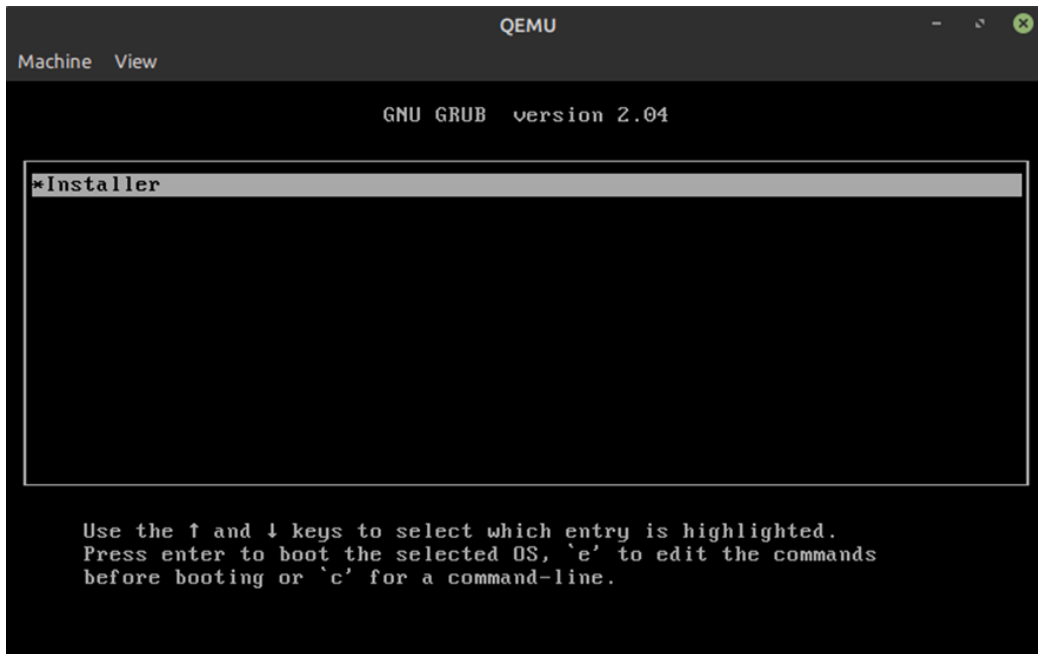 QEMU
Machine View
GNU GRUB version 2.04
*Installer
Use the ↑ and ↓ keys to select which entry is highlighted.
Press enter to boot the selected OS, `e' to edit the commands
before booting or `c' for a command-line.